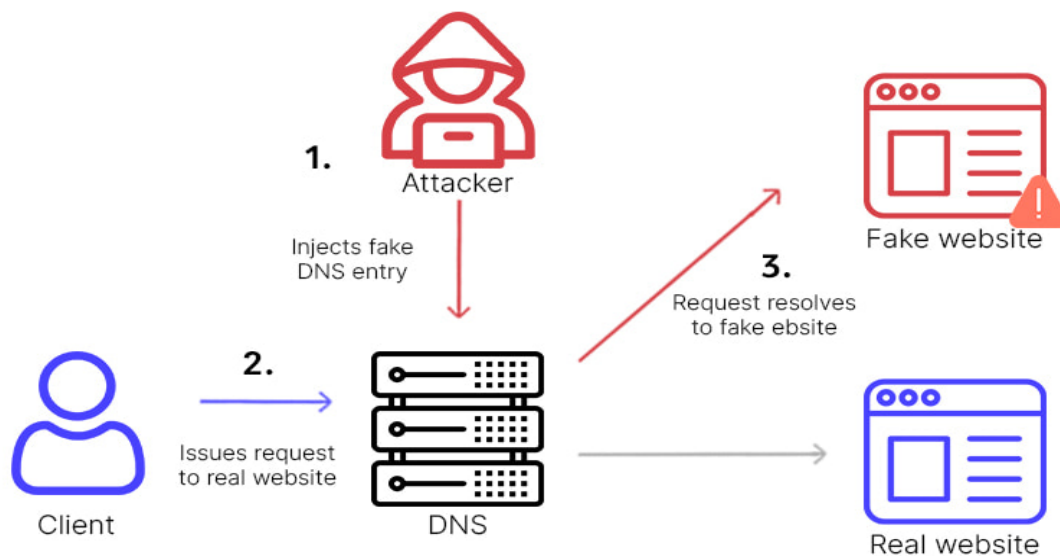 1.
Attacker
Injects fake
DNS entry
Fake website
3.
Request resolves
to fake ebsite
2.
Issues request
to real website
Client
DNS
Real website